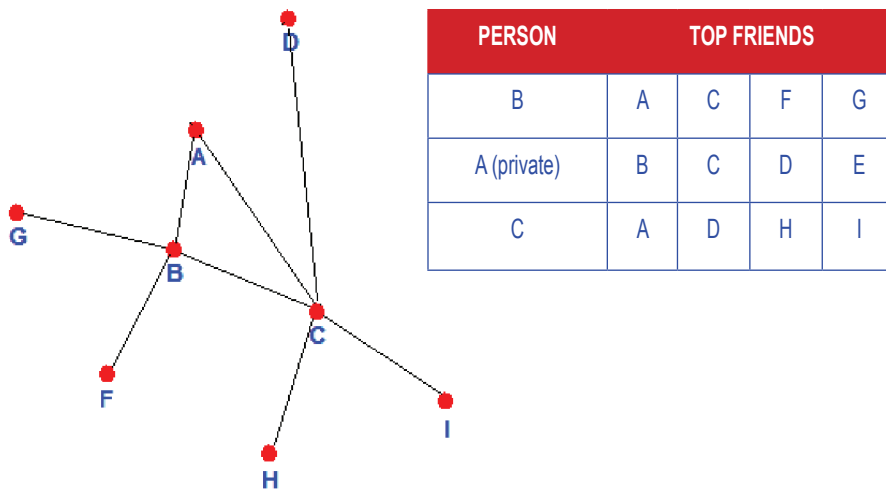 D
A
G
B
C
F
I
H
PERSON TOP FRIENDS
B A C F G
A (private) B C D E
C A D H I